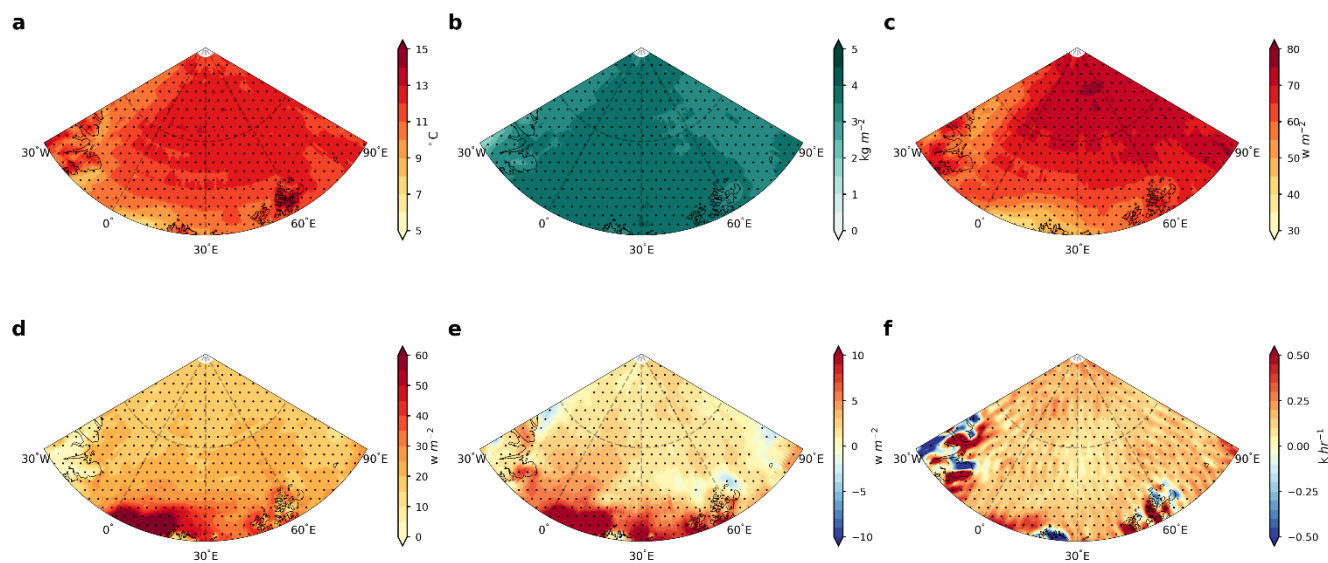 a
15
13
11
9
7
5
°C
30°W
0°
30°E
60°E
90°E
b
5
4
3
2
1
0
kg m⁻²
30°W
0°
30°E
60°E
90°E
c
80
70
60
50
40
30
w m⁻²
30°W
0°
30°E
60°E
90°E
d
60
50
40
30
20
10
0
w m⁻²
30°W
0°
30°E
60°E
90°E
e
10
5
0
−5
−10
w m⁻²
30°W
0°
30°E
60°E
90°E
f
0.50
0.25
0.00
−0.25
−0.50
k hr⁻¹
30°W
0°
30°E
60°E
90°E